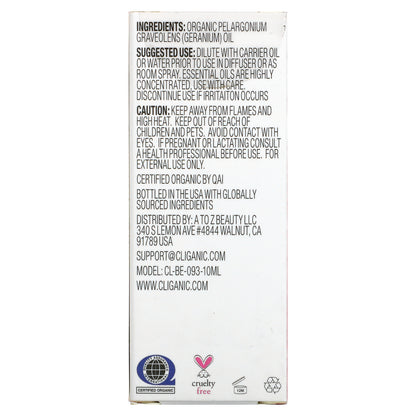 INGREDIENTS: ORGANIC PELARGONIUM
GRAVEOLENS (GERANIUM) OIL
SUGGESTED USE: DILUTE WITH CARRIER OIL
OR WATER PRIOR TO USE IN DIFFUSER OR AS
ROOM SPRAY. ESSENTIAL OILS ARE HIGHLY
CONCENTRATED, USE WITH CARE.
DISCONTINUE USE IF IRRITAITON OCCURS
CAUTION: KEEP AWAY FROM FLAMES AND
HIGH HEAT. KEEP OUT OF REACH OF
CHILDREN AND PETS. AVOID CONTACT WITH
EYES. IF PREGNANT OR LACTATING CONSULT
A HEALTH PROFESSIONAL BEFORE USE. FOR
EXTERNAL USE ONLY.
CERTIFIED ORGANIC BY QAI
BOTTLED IN THE USA WITH GLOBALLY
SOURCED INGREDIENTS
DISTRIBUTED BY: A TO Z BEAUTY LLC
340 S LEMON AVE #4844 WALNUT, CA
91789 USA
SUPPORT@CLIGANIC.COM
MODEL: CL-BE-093-10ML
WWW.CLIGANIC.COM
CERTIFIED ORGANIC
cruelty
free
12M